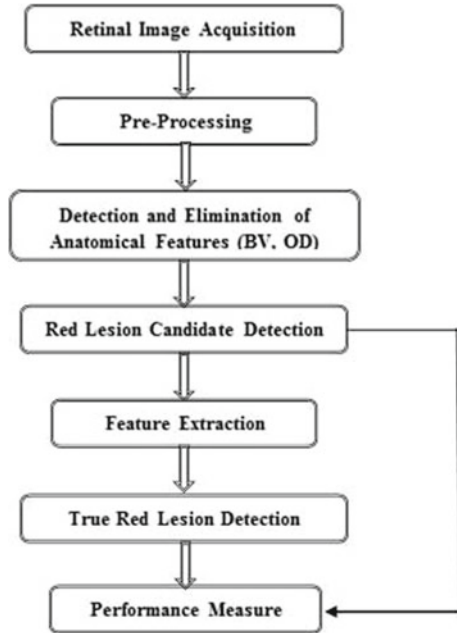 Retinal Image Acquisition
Pre-Processing
Detection and Elimination of
Anatomical Features (BV, OD)
Red Lesion Candidate Detection
Feature Extraction
True Red Lesion Detection
Performance Measure